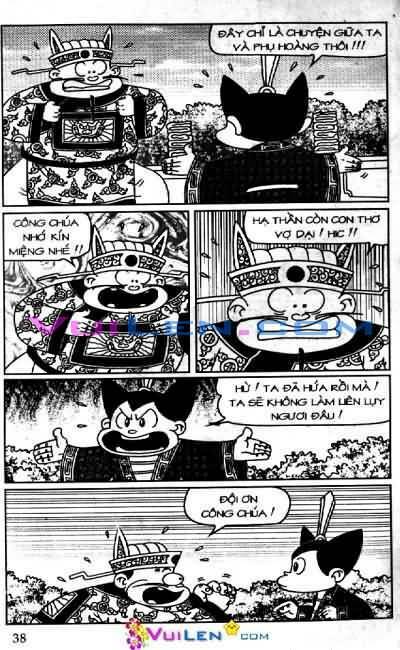 ĐÂY CHỈ LÀ CHUYỆN GIỮA TA
VÀ PHỤ HOÀNG THÔI !!!
CÔNG CHÚA
NHỚ KÍN
MIỆNG NHÉ !!
HẠ THẦN CÒN CON THƠ
VỢ DẠI ! HIC !!
VUILEN.COM
HỪ ! TA ĐÃ HỨA RỒI MÀ !
TA SẼ KHÔNG LÀM LIÊN LỤY
NGƯƠI ĐÂU !
ĐỘI ƠN
CÔNG CHÚA !
38
VUILEN.COM